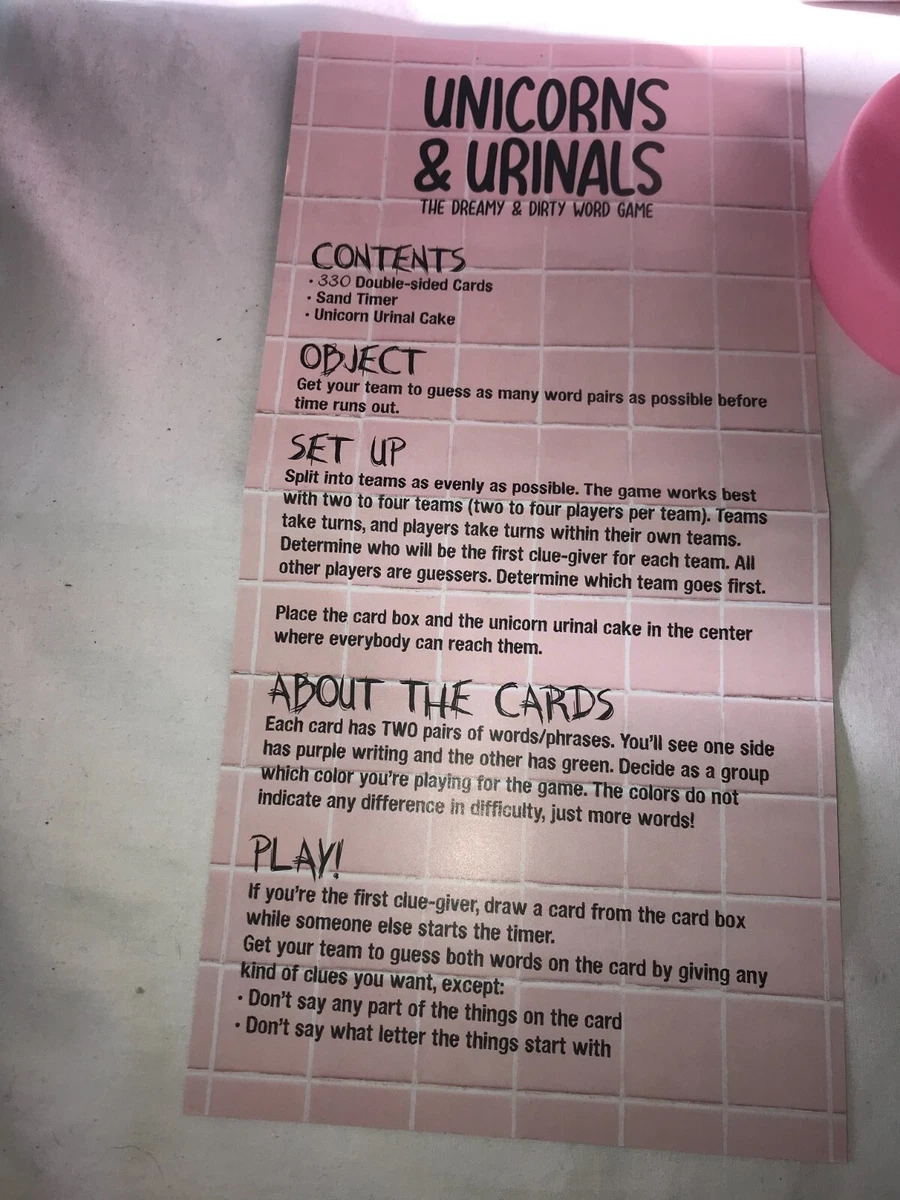 UNICORNS
& URINALS
THE DREAMY & DIRTY WORD GAME
CONTENTS
• 330 Double-sided Cards
• Sand Timer
• Unicorn Urinal Cake
OBJECT
Get your team to guess as many word pairs as possible before
time runs out.
SET UP
Split into teams as evenly as possible. The game works best
with two to four teams (two to four players per team). Teams
take turns, and players take turns within their own teams.
Determine who will be the first clue-giver for each team. All
other players are guessers. Determine which team goes first.
Place the card box and the unicorn urinal cake in the center
where everybody can reach them.
ABOUT THE CARDS
Each card has TWO pairs of words/phrases. You'll see one side
has purple writing and the other has green. Decide as a group
which color you're playing for the game. The colors do not
indicate any difference in difficulty, just more words!
PLAY!
If you're the first clue-giver, draw a card from the card box
while someone else starts the timer.
Get your team to guess both words on the card by giving any
kind of clues you want, except:
• Don't say any part of the things on the card
• Don't say what letter the things start with